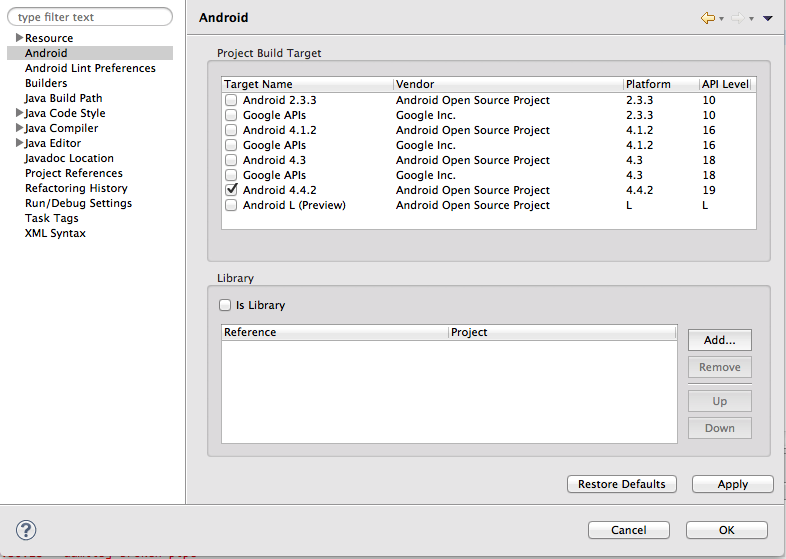 type filter text
Resource
Android
Android Lint Preferences
Builders
Java Build Path
Java Code Style
Java Compiler
Java Editor
Javadoc Location
Project References
Refactoring History
Run/Debug Settings
Task Tags
XML Syntax
Android
Project Build Target
Target Name Vendor Platform API Level
Android 2.3.3 Android Open Source Project 2.3.3 10
Google APIs Google Inc. 2.3.3 10
Android 4.1.2 Android Open Source Project 4.1.2 16
Google APIs Google Inc. 4.1.2 16
Android 4.3 Android Open Source Project 4.3 18
Google APIs Google Inc. 4.3 18
Android 4.4.2 Android Open Source Project 4.4.2 19
Android L (Preview) Android Open Source Project L L
Library
Is Library
Reference Project
Add...
Remove
Up
Down
Restore Defaults Apply
? Cancel OK